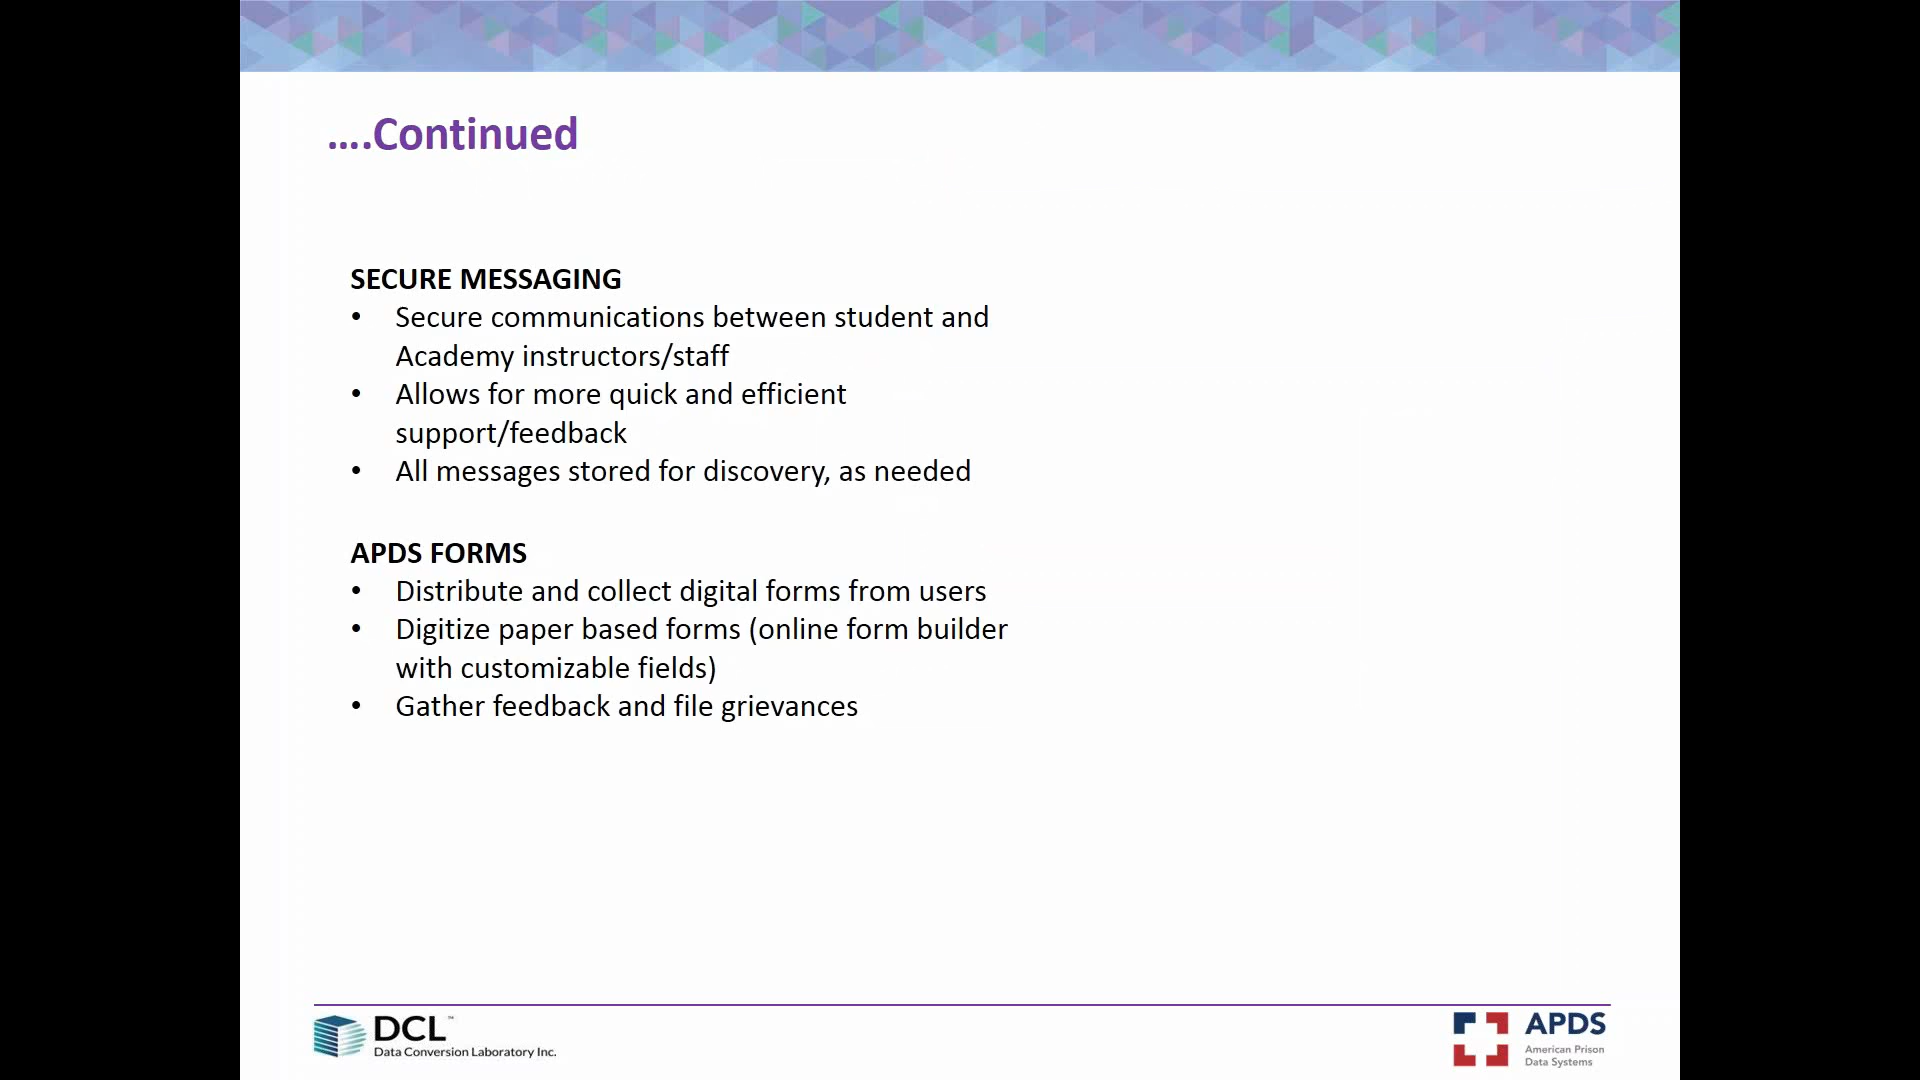 ....Continued
SECURE MESSAGING
• Secure communications between student and
Academy instructors/staff
• Allows for more quick and efficient
support/feedback
• All messages stored for discovery, as needed
APDS FORMS
• Distribute and collect digital forms from users
• Digitize paper based forms (online form builder
with customizable fields)
• Gather feedback and file grievances
DCL™
Data Conversion Laboratory Inc.
APDS
American Prison
Data Systems